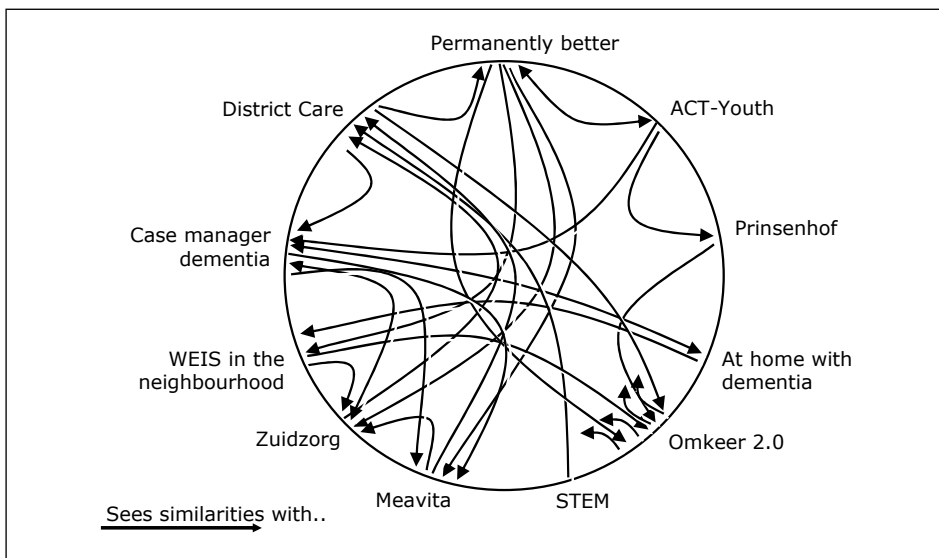 Permanently better
District Care
ACT-Youth
Case manager
dementia
Prinsenhof
WEIS in the
neighbourhood
At home with
dementia
Zuidzorg
Omkeer 2.0
Meavita
STEM
Sees similarities with..